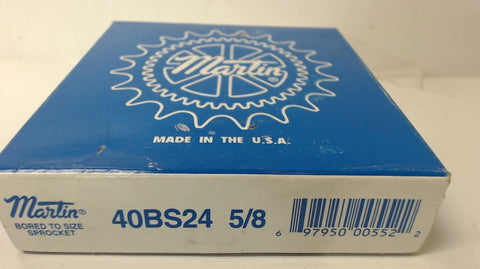 Martin®
MADE IN THE U.S.A.
Martin®
BORED TO SIZE
SPROCKET
40BS24 5/8
6 97950 00552 2